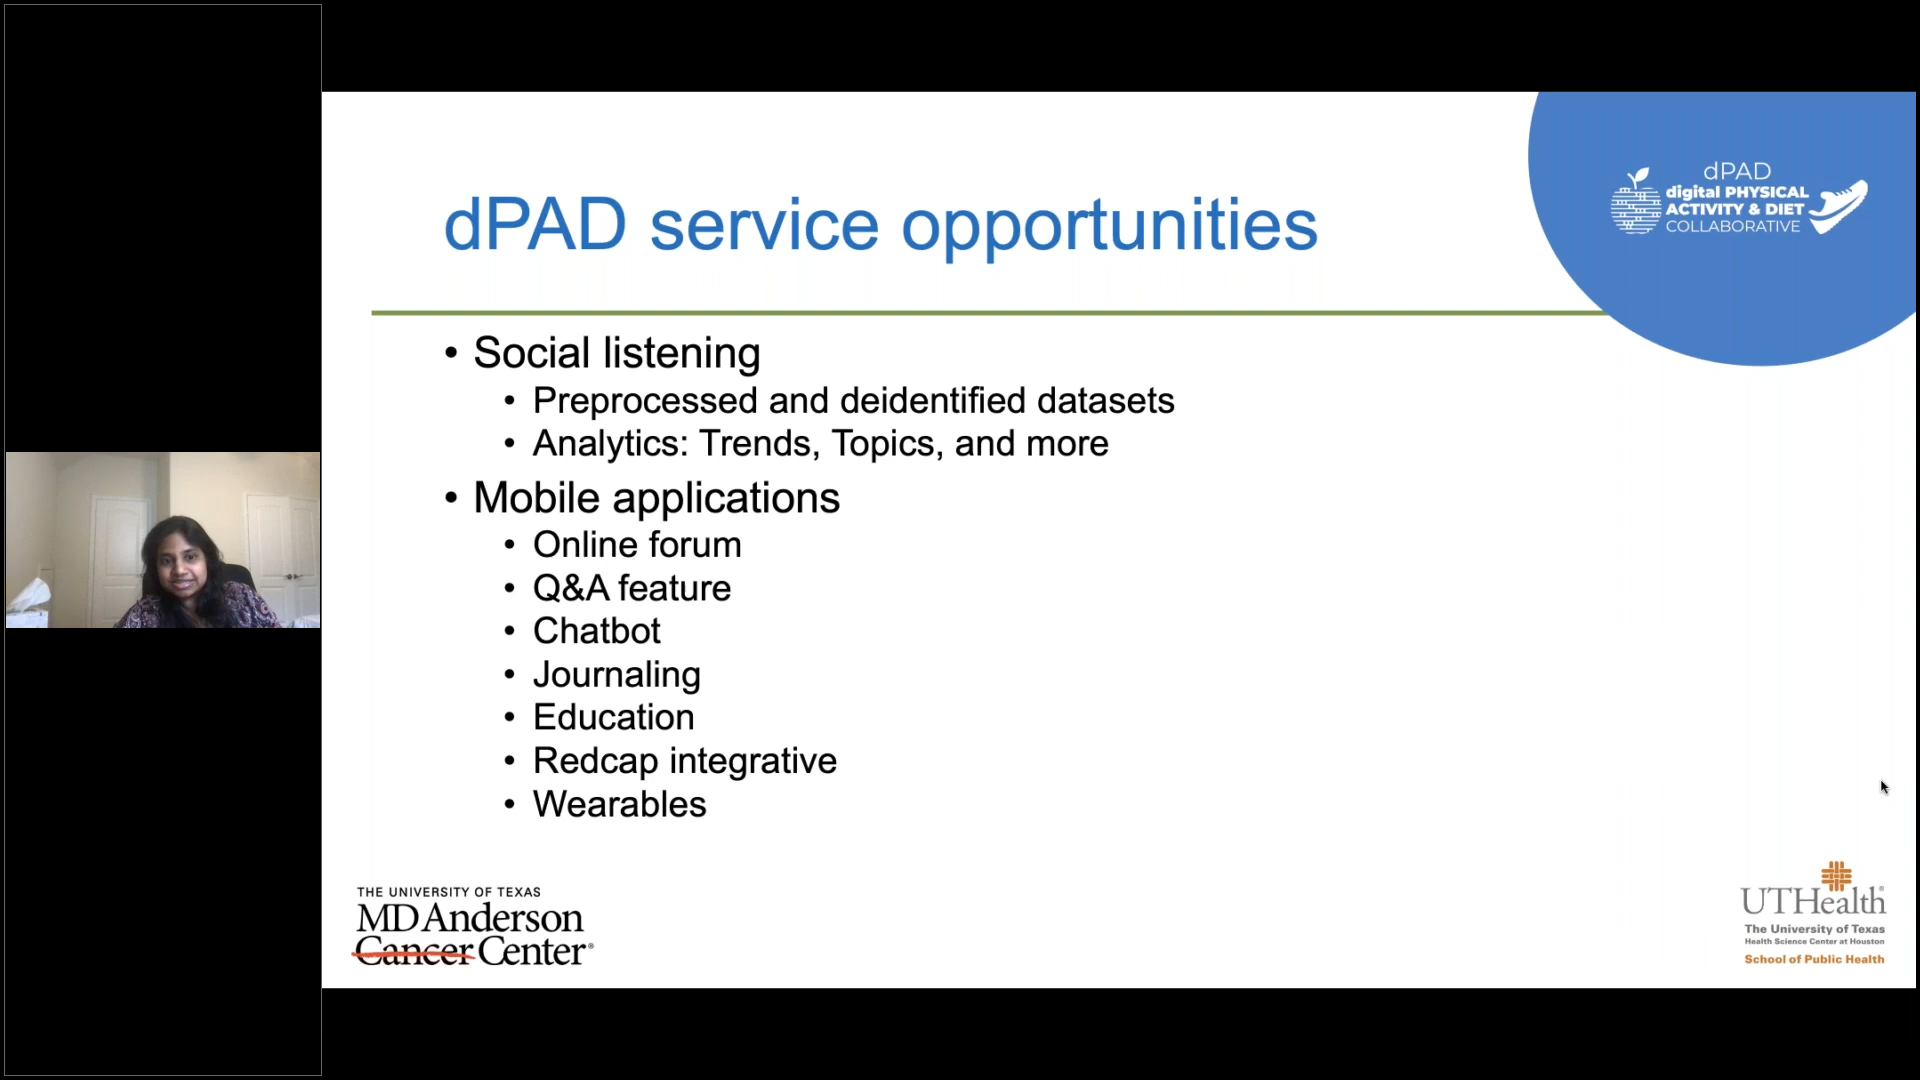 dPAD
digital PHYSICAL
ACTIVITY & DIET
COLLABORATIVE
dPAD service opportunities
• Social listening
• Preprocessed and deidentified datasets
• Analytics: Trends, Topics, and more
• Mobile applications
• Online forum
• Q&A feature
• Chatbot
• Journaling
• Education
• Redcap integrative
• Wearables
THE UNIVERSITY OF TEXAS
MD Anderson
Cancer Center®
UTHealth®
The University of Texas
Health Science Center at Houston
School of Public Health